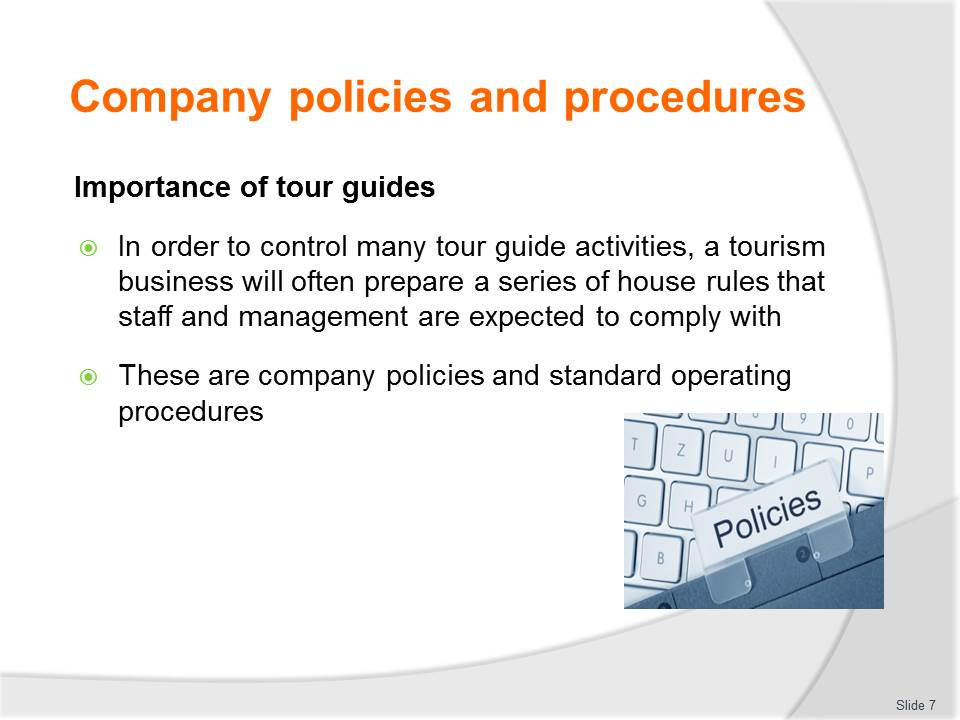 Company policies and procedures
Importance of tour guides
In order to control many tour guide activities, a tourism
business will often prepare a series of house rules that
staff and management are expected to comply with
These are company policies and standard operating
procedures
9 0
T Z U I P
G H
B
Policies
2
Slide 7